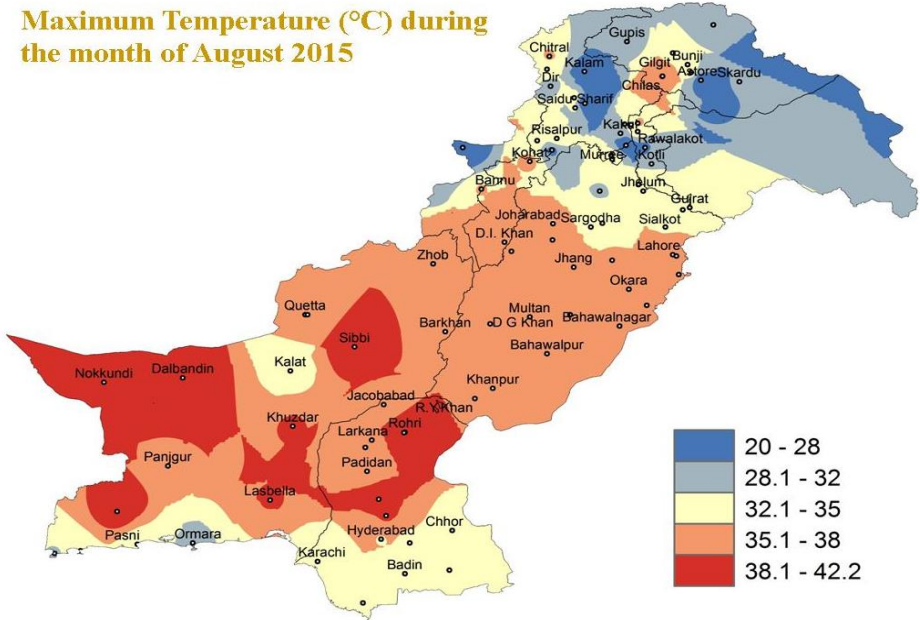 Maximum Temperature (°C) during
the month of August 2015
Gupis
Chitral
Kalam
Gilgit
Bunji
Dir
Astore
Skardu
Chilas
Saidu Sharif
Kakul
Risalpur
Rawalakot
Kohat
Murree
Kotli
Bannu
Jhelum
Gujrat
Joharabad
Sargodha
Sialkot
D.I. Khan
Lahore
Zhob
Jhang
Okara
Quetta
Multan
Barkhan
D G Khan
Bahawalnagar
Sibbi
Bahawalpur
Kalat
Nokkundi
Dalbandin
Khanpur
Jacobabad
R.Y.Khan
Khuzdar
Rohri
Larkana
Panjgur
Padidan
Lasbella
Hyderabad
Chhor
Pasni
Ormara
Karachi
Badin
20 - 28
28.1 - 32
32.1 - 35
35.1 - 38
38.1 - 42.2